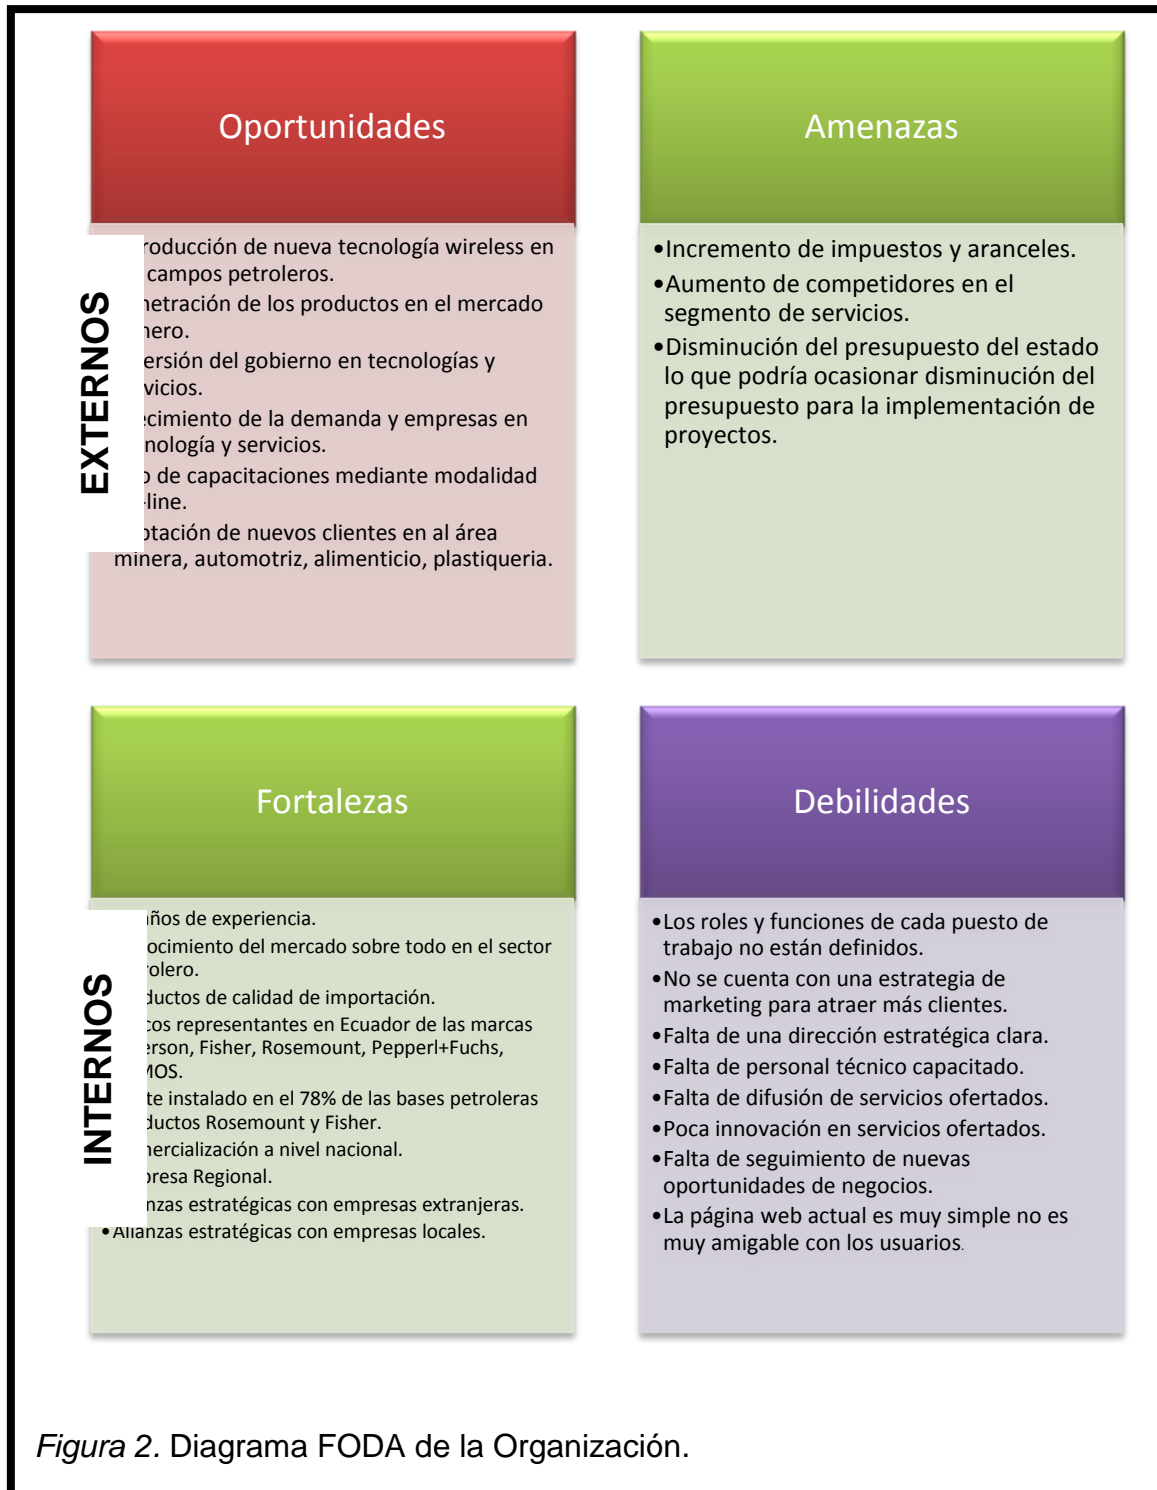 Oportunidades
roducción de nueva tecnología wireless en
campos petroleros.
netración de los productos en el mercado
nero.
ersión del gobierno en tecnologías y
vicios.
ecimiento de la demanda y empresas en
nología y servicios.
o de capacitaciones mediante modalidad
-line.
otación de nuevos clientes en al área
minera, automotriz, alimenticio, plastiqueria.
Amenazas
•Incremento de impuestos y aranceles.
•Aumento de competidores en el
segmento de servicios.
•Disminución del presupuesto del estado
lo que podría ocasionar disminución del
presupuesto para la implementación de
proyectos.
EXTERNOS
Fortalezas
ños de experiencia.
ocimiento del mercado sobre todo en el sector
rolero.
ductos de calidad de importación.
cos representantes en Ecuador de las marcas
erson, Fisher, Rosemount, Pepperl+Fuchs,
MOS.
te instalado en el 78% de las bases petroleras
ductos Rosemount y Fisher.
ercialización a nivel nacional.
resa Regional.
nzas estratégicas con empresas extranjeras.
•Alianzas estratégicas con empresas locales.
Debilidades
•Los roles y funciones de cada puesto de
trabajo no están definidos.
•No se cuenta con una estrategia de
marketing para atraer más clientes.
•Falta de una dirección estratégica clara.
•Falta de personal técnico capacitado.
•Falta de difusión de servicios ofertados.
•Poca innovación en servicios ofertados.
•Falta de seguimiento de nuevas
oportunidades de negocios.
•La página web actual es muy simple no es
muy amigable con los usuarios.
INTERNOS
Figura 2. Diagrama FODA de la Organización.